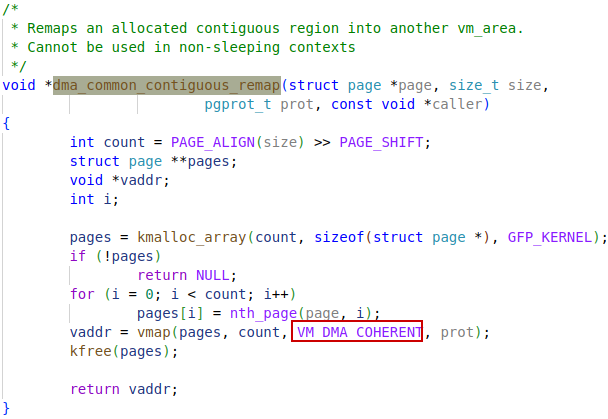 /*
 * Remaps an allocated contiguous region into another vm_area.
 * Cannot be used in non-sleeping contexts
 */
void *dma_common_contiguous_remap(struct page *page, size_t size,
                        pgprot_t prot, const void *caller)
{
        int count = PAGE_ALIGN(size) >> PAGE_SHIFT;
        struct page **pages;
        void *vaddr;
        int i;

        pages = kmalloc_array(count, sizeof(struct page *), GFP_KERNEL);
        if (!pages)
                return NULL;
        for (i = 0; i < count; i++)
                pages[i] = nth_page(page, i);
        vaddr = vmap(pages, count, VM_DMA_COHERENT, prot);
        kfree(pages);

        return vaddr;
}